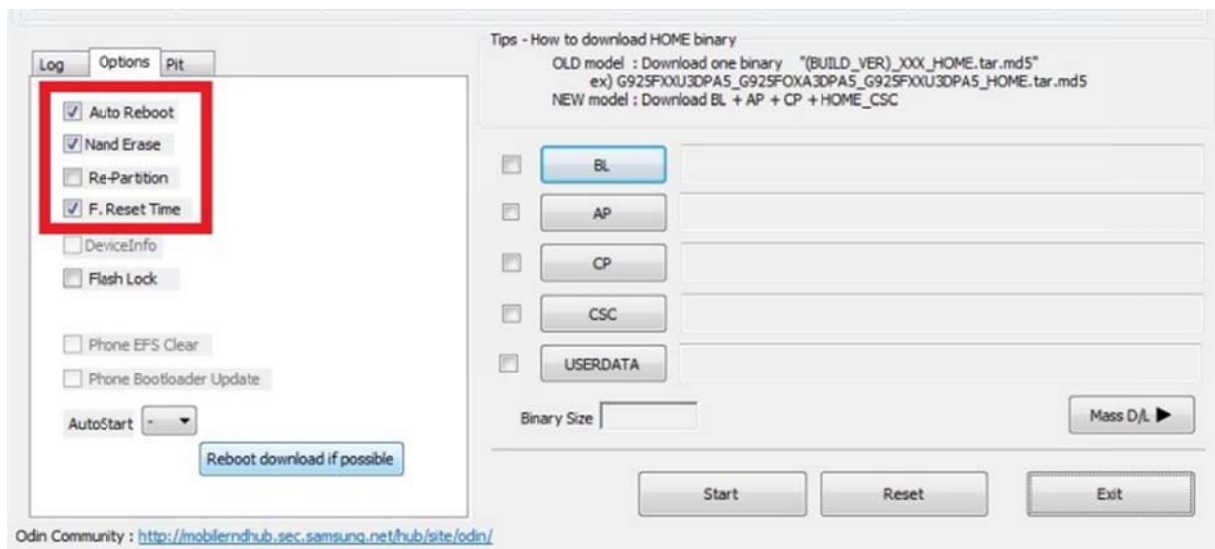 Log Options Pit
Auto Reboot
Nand Erase
Re-Partition
F. Reset Time
DeviceInfo
Flash Lock
Phone EFS Clear
Phone Bootloader Update
AutoStart -
Reboot download if possible
Tips - How to download HOME binary
OLD model : Download one binary "(BUILD_VER)_XXX_HOME.tar.md5"
ex) G925FXXU3DPA5_G925FOXA3DPA5_G925FXXU3DPA5_HOME.tar.md5
NEW model : Download BL + AP + CP + HOME_CSC
BL
AP
CP
CSC
USERDATA
Binary Size
Mass D/L ▶
Start Reset Exit
Odin Community : http://mobilerndhub.sec.samsung.net/hub/site/odin/